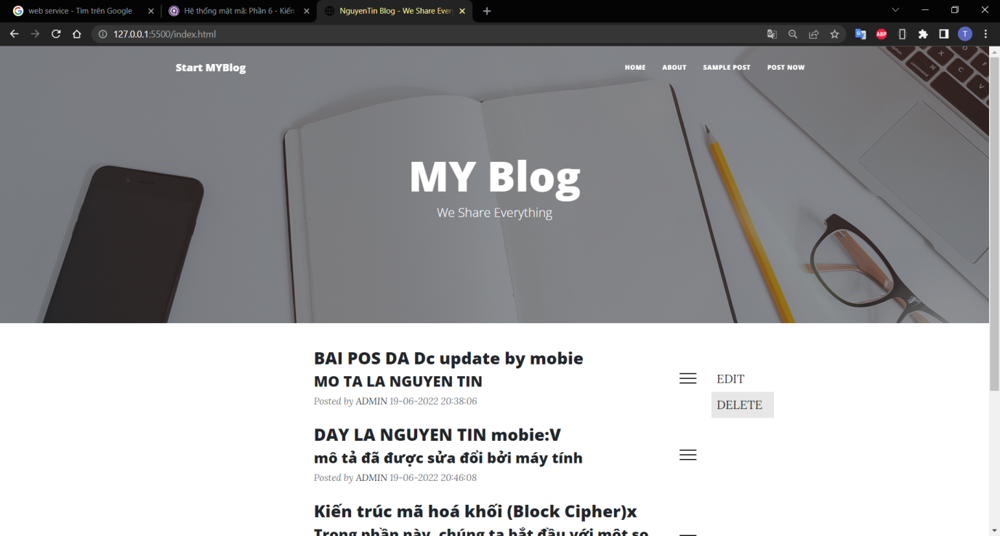 web service - Tìm trên Google
Hệ thống mật mã: Phần 6 - Kiến
NguyenTin Blog - We Share Every
127.0.0.1:5500/index.html
ABP
T
Start MYBlog
HOME
ABOUT
SAMPLE POST
POST NOW
command
X
C
V
F
MY Blog
We Share Everything
BAI POS DA Dc update by mobie
MO TA LA NGUYEN TIN
Posted by ADMIN 19-06-2022 20:38:06
EDIT
DELETE
DAY LA NGUYEN TIN mobie:V
mô tả đã được sửa đổi bởi máy tính
Posted by ADMIN 19-06-2022 20:46:08
Kiến trúc mã hoá khối (Block Cipher)x
Trong phần này, chúng ta bắt đầu với một so